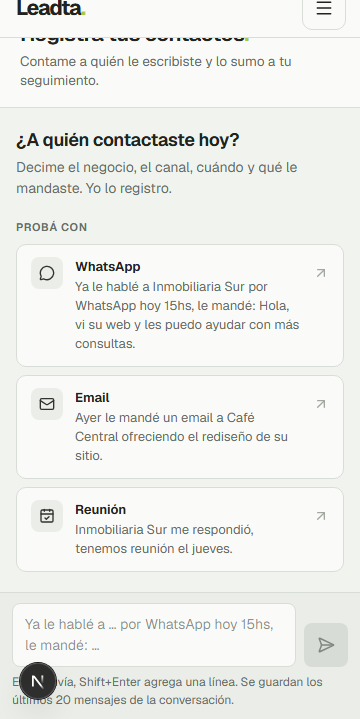 Leadta.
Registra tus contactos.
Contame a quién le escribiste y lo sumo a tu
seguimiento.
¿A quién contactaste hoy?
Decime el negocio, el canal, cuándo y qué le
mandaste. Yo lo registro.
PROBÁ CON
WhatsApp
Ya le hablé a Inmobiliaria Sur por
WhatsApp hoy 15hs, le mandé: Hola,
vi su web y les puedo ayudar con más
consultas.
Email
Ayer le mandé un email a Café
Central ofreciendo el rediseño de su
sitio.
Reunión
Inmobiliaria Sur me respondió,
tenemos reunión el jueves.
Ya le hablé a … por WhatsApp hoy 15hs,
le mandé: …
N
vía, Shift+Enter agrega una línea. Se guardan los
últimos 20 mensajes de la conversación.